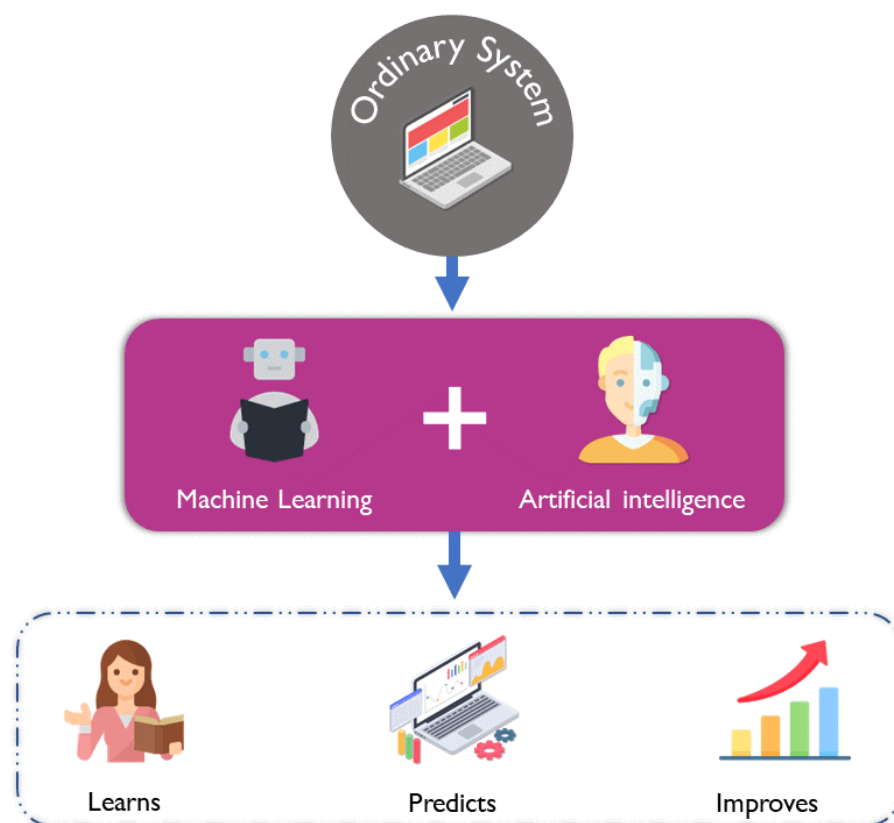 Ordinary System
Machine Learning
Artificial intelligence
Learns
Predicts
Improves